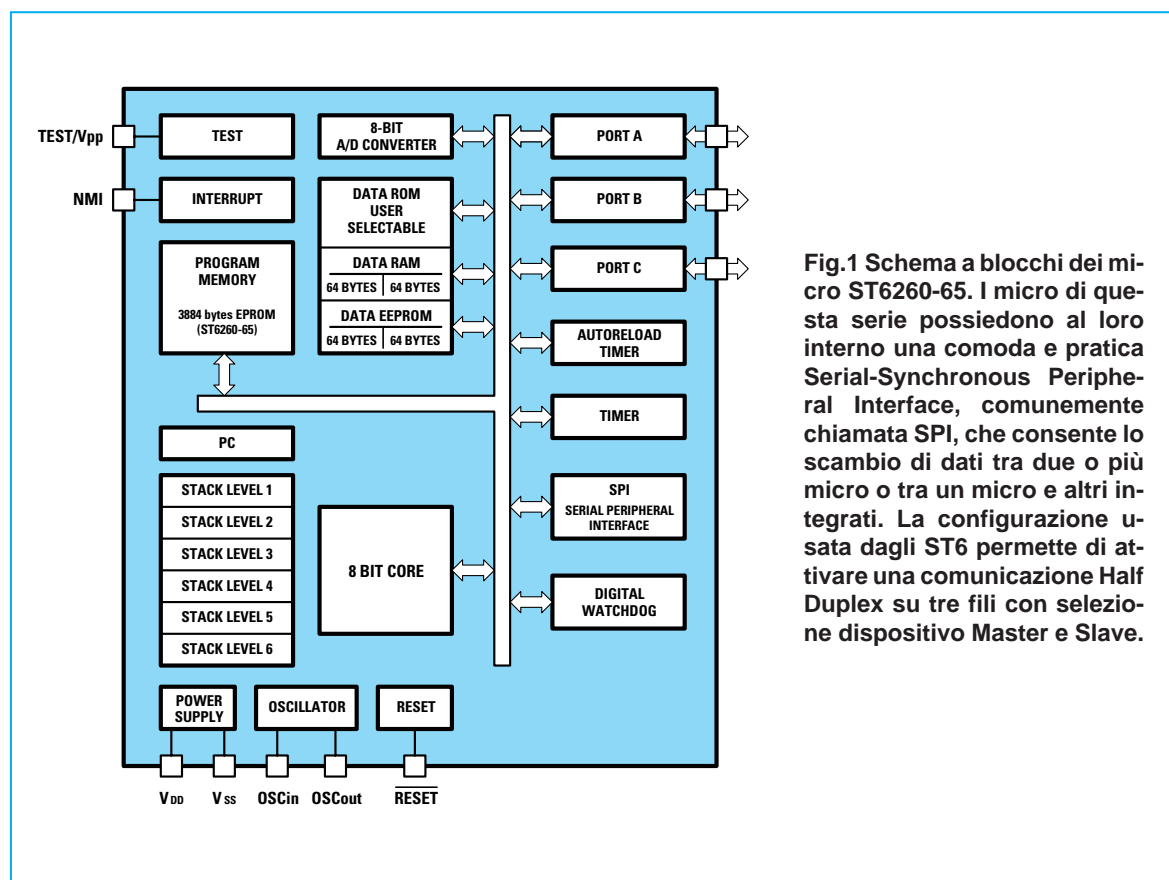 TEST/Vpp
NMI
TEST
INTERRUPT
PROGRAM
MEMORY
3884 bytes EPROM
(ST6260-65)
PC
STACK LEVEL 1
STACK LEVEL 2
STACK LEVEL 3
STACK LEVEL 4
STACK LEVEL 5
STACK LEVEL 6
8-BIT
A/D CONVERTER
DATA ROM
USER
SELECTABLE
DATA RAM
64 BYTES 64 BYTES
DATA EEPROM
64 BYTES 64 BYTES
8 BIT CORE
PORT A
PORT B
PORT C
AUTORELOAD
TIMER
TIMER
SPI
SERIAL PERIPHERAL
INTERFACE
DIGITAL
WATCHDOG
POWER
SUPPLY
OSCILLATOR
RESET
VDD VSS OSCin OSCout RESET
Fig.1 Schema a blocchi dei mi-
cro ST6260-65. I micro di que-
sta serie possiedono al loro
interno una comoda e pratica
Serial-Synchronous Periphe-
ral Interface, comunemente
chiamata SPI, che consente lo
scambio di dati tra due o più
micro o tra un micro e altri in-
tegrati. La configurazione u-
sata dagli ST6 permette di at-
tivare una comunicazione Half
Duplex su tre fili con selezio-
ne dispositivo Master e Slave.